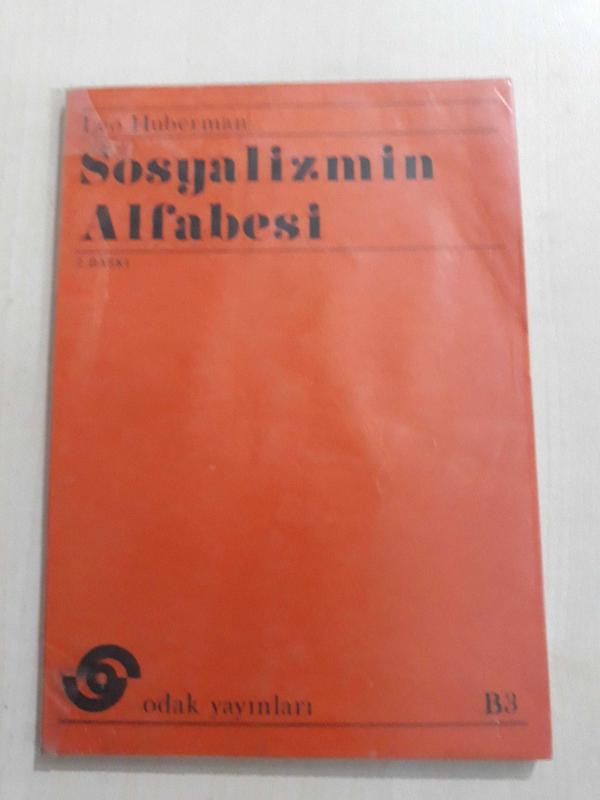 Leo Huberman
Sosyalizmin
Alfabesi
2. BASKI
odak yayınları
B3